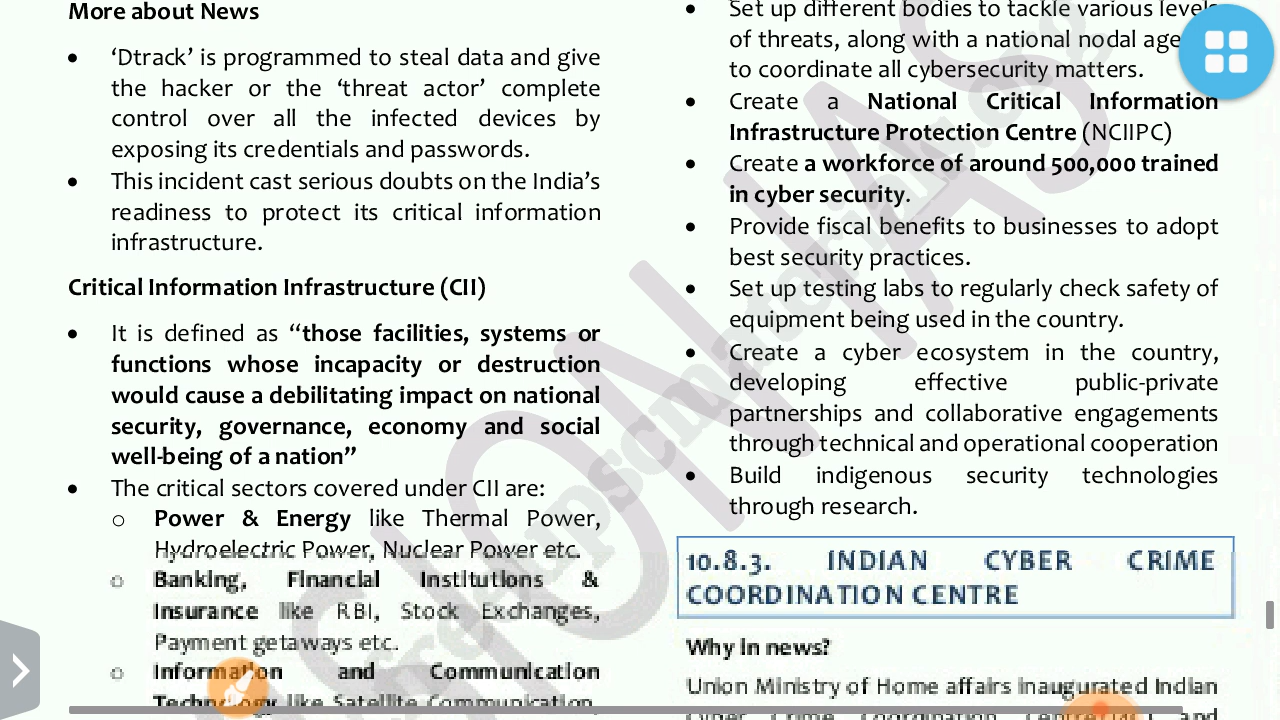 More about News
• ‘Dtrack’ is programmed to steal data and give
the hacker or the ‘threat actor’ complete
control over all the infected devices by
exposing its credentials and passwords.
• This incident cast serious doubts on the India’s
readiness to protect its critical information
infrastructure.
Critical Information Infrastructure (CII)
• It is defined as “those facilities, systems or
functions whose incapacity or destruction
would cause a debilitating impact on national
security, governance, economy and social
well-being of a nation”
• The critical sectors covered under CII are:
o Power & Energy like Thermal Power,
Hydroelectric Power, Nuclear Power etc.
o Banking, Financial Institutions &
Insurance like RBI, Stock Exchanges,
Payment getaways etc.
o Information and Communication
Technology like Satellite Communication,
• Set up different bodies to tackle various levels
of threats, along with a national nodal
to coordinate all cybersecurity matters.
• Create a National Critical Information
Infrastructure Protection Centre (NCIIPC)
• Create a workforce of around 500,000 trained
in cyber security.
• Provide fiscal benefits to businesses to adopt
best security practices.
• Set up testing labs to regularly check safety of
equipment being used in the country.
• Create a cyber ecosystem in the country,
developing effective public-private
partnerships and collaborative engagements
through technical and operational cooperation
• Build indigenous security technologies
through research.
10.8.3. INDIAN CYBER CRIME
COORDINATION CENTRE
Why in news?
Union Ministry of Home affairs inaugurated Indian
Cyber Crime Coordination and